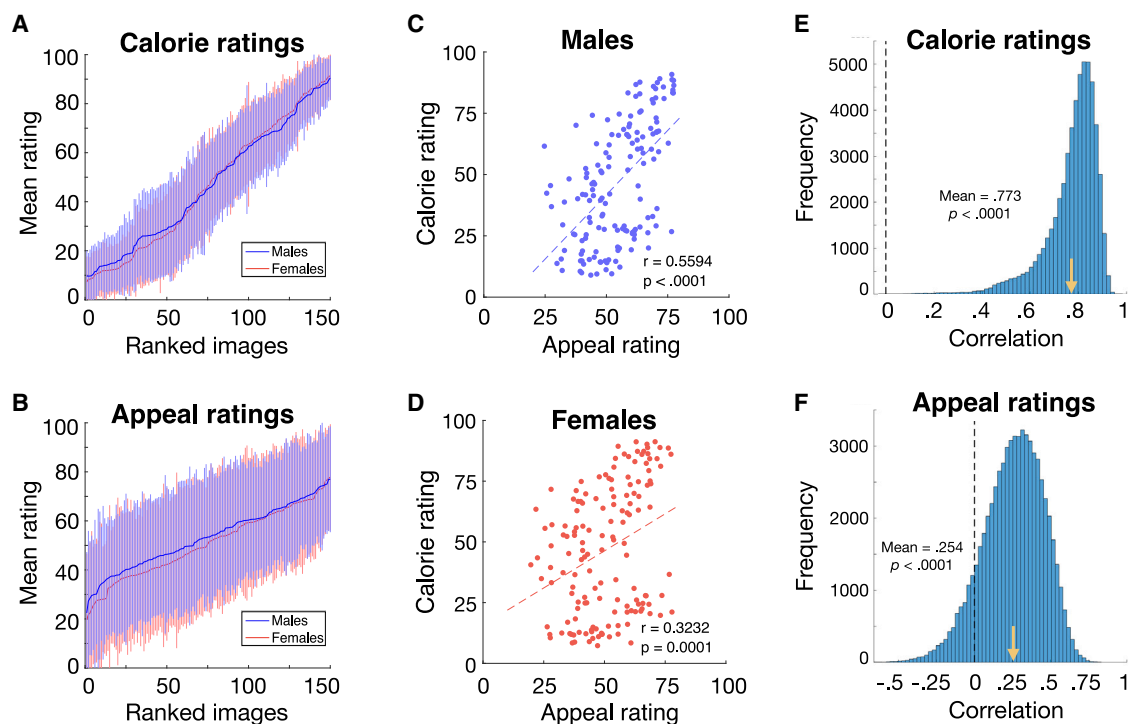 A
Calorie ratings
Mean rating
100
80
60
40
20
0
0 50 100 150
Ranked images
Males
Females
B
Appeal ratings
Mean rating
100
80
60
40
20
0
0 50 100 150
Ranked images
Males
Females
C
Males
Calorie rating
100
75
50
25
0
0 25 50 75 100
Appeal rating
r = 0.5594
p < .0001
D
Females
Calorie rating
100
75
50
25
0
0 25 50 75 100
Appeal rating
r = 0.3232
p = 0.0001
E
Calorie ratings
Frequency
5000
4000
3000
2000
1000
0
Mean = .773
p < .0001
0 .2 .4 .6 .8 1
Correlation
F
Appeal ratings
Frequency
3000
2000
1000
0
Mean = .254
p < .0001
-.5 -.25 0 .25 .5 .75 1
Correlation